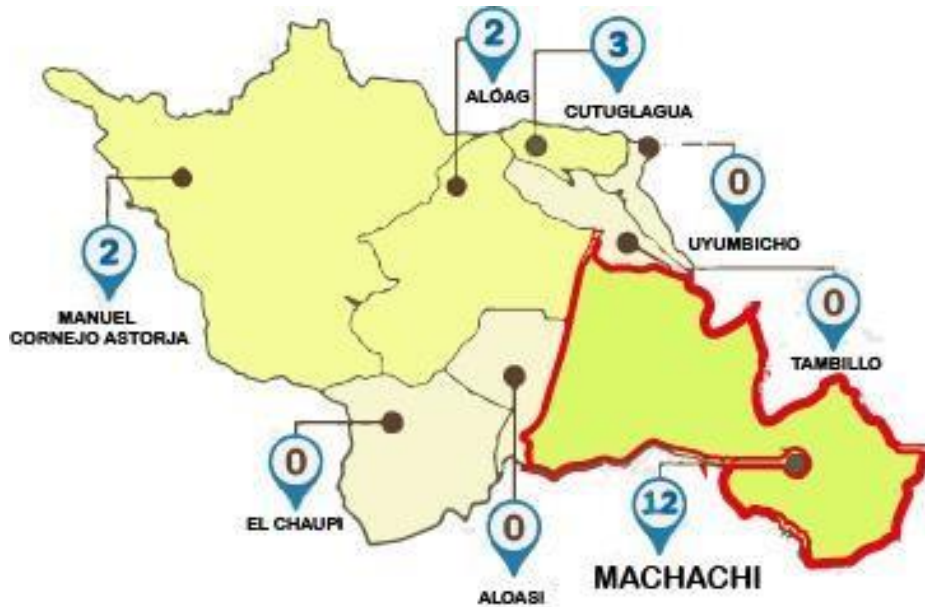 2
ALÓAG
3
CUTUGLAGUA
0
UYUMBICHO
2
MANUEL
CORNEJO ASTORJA
0
TAMBILLO
0
EL CHAUPI
0
ALOASI
12
MACHACHI